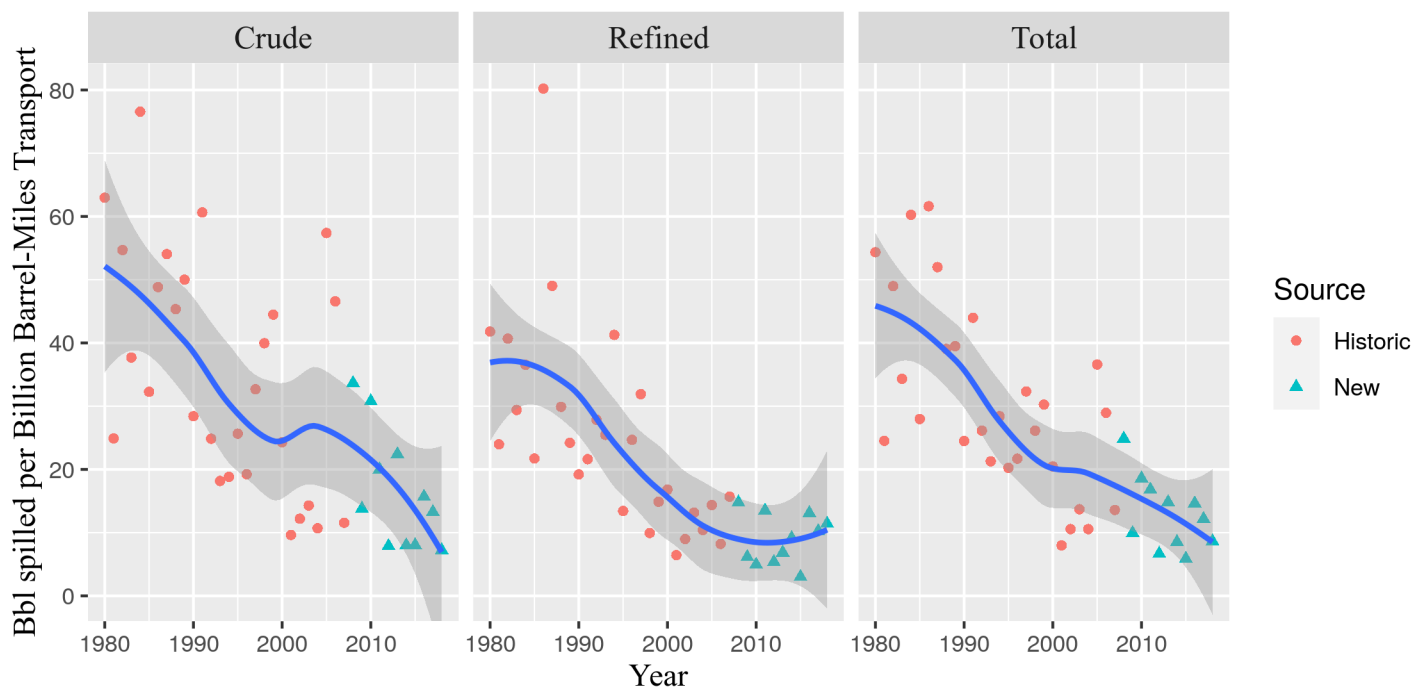 Crude
Refined
Total
Bbl spilled per Billion Barrel-Miles Transport
80
60
40
20
0
1980 1990 2000 2010
1980 1990 2000 2010
1980 1990 2000 2010
Year
Source
Historic
New